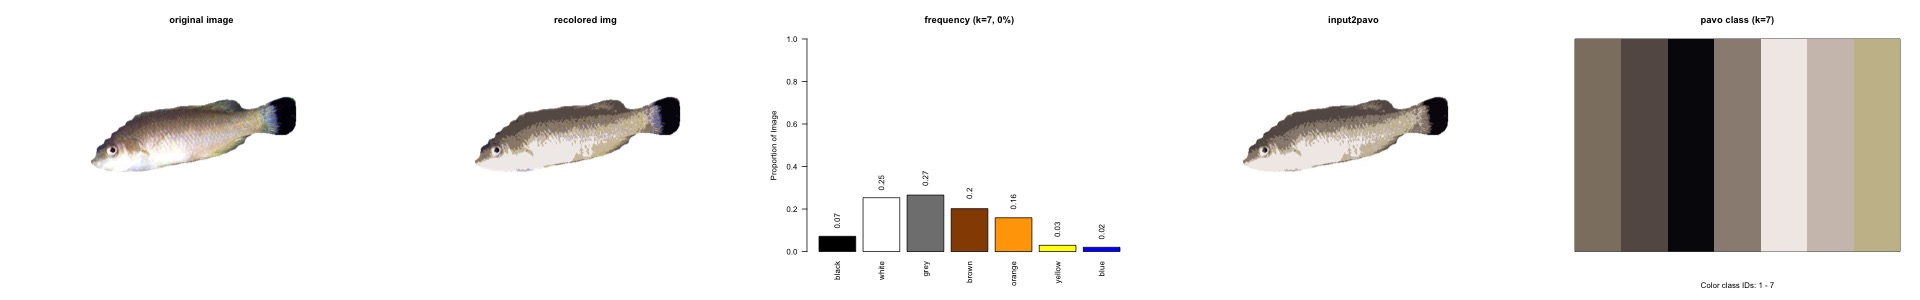 original image
recolored img
frequency (k=7, 0%)
input2pavo
pavo class (k=7)
Proportion of Image
1.0
0.8
0.6
0.4
0.2
0.0
0.07
0.25
0.27
0.2
0.16
0.03
0.02
black
white
grey
brown
orange
yellow
blue
Color class IDs: 1 - 7